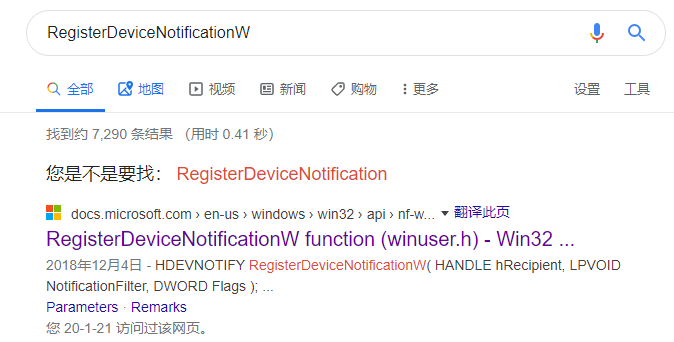 RegisterDeviceNotificationW
全部 地图 视频 新闻 购物 更多 设置 工具
找到约 7,290 条结果 （用时 0.41 秒）
您是不是要找： RegisterDeviceNotification
docs.microsoft.com › en-us › windows › win32 › api › nf-w... 翻译此页
RegisterDeviceNotificationW function (winuser.h) - Win32 ...
2018年12月4日 - HDEVNOTIFY RegisterDeviceNotificationW( HANDLE hRecipient, LPVOID
NotificationFilter, DWORD Flags ); ...
Parameters · Remarks
您 20-1-21 访问过该网页。